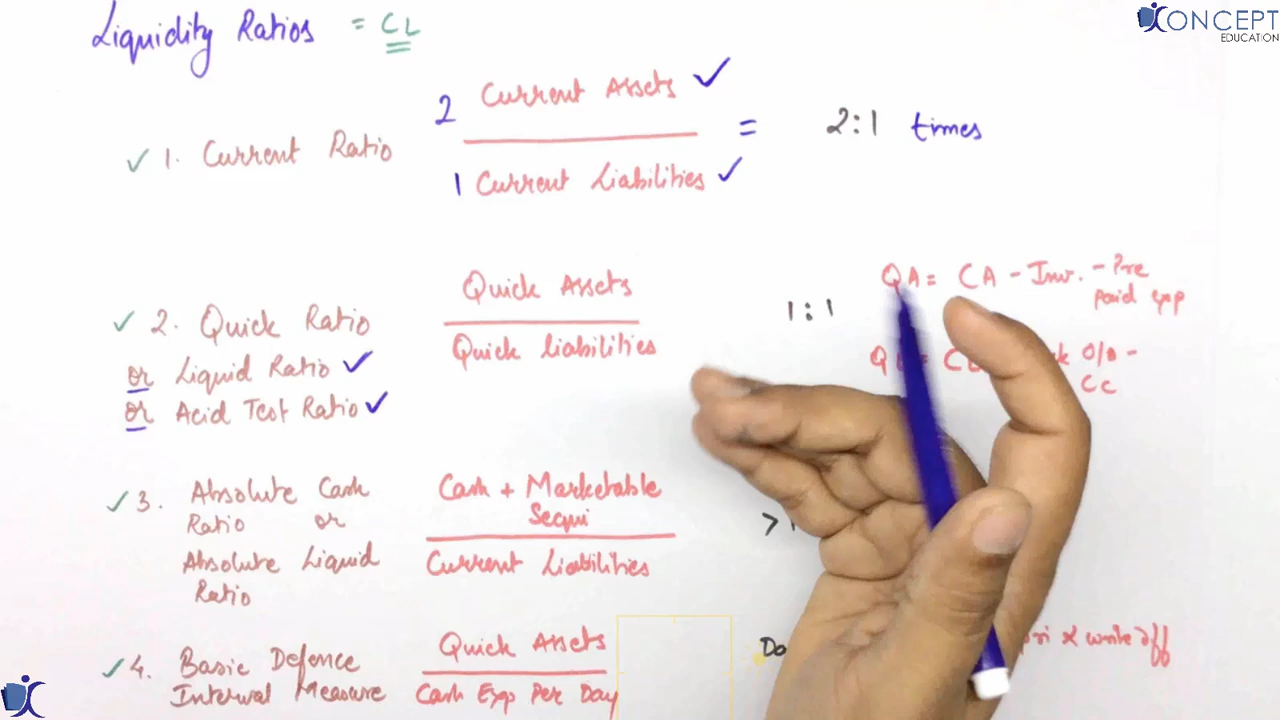 Liquidity Ratios = CL
CONCEPT
EDUCATION
2 Current Assets
1. Current Ratio = 2:1 times
1 Current Liabilities
Quick Assets
QA = CA - Inv. - Pre
paid exp
2. Quick Ratio 1:1
Quick liabilities
or Liquid Ratio
O/D -
CC
or Acid Test Ratio
3. Absolute Cash
Ratio or
Absolute Liquid
Ratio
Cash + Marketable
Sequi
Current Liabilities
>
4. Basic Defence
Interval Measure
Quick Assets
Cash Exp Per Day
write off